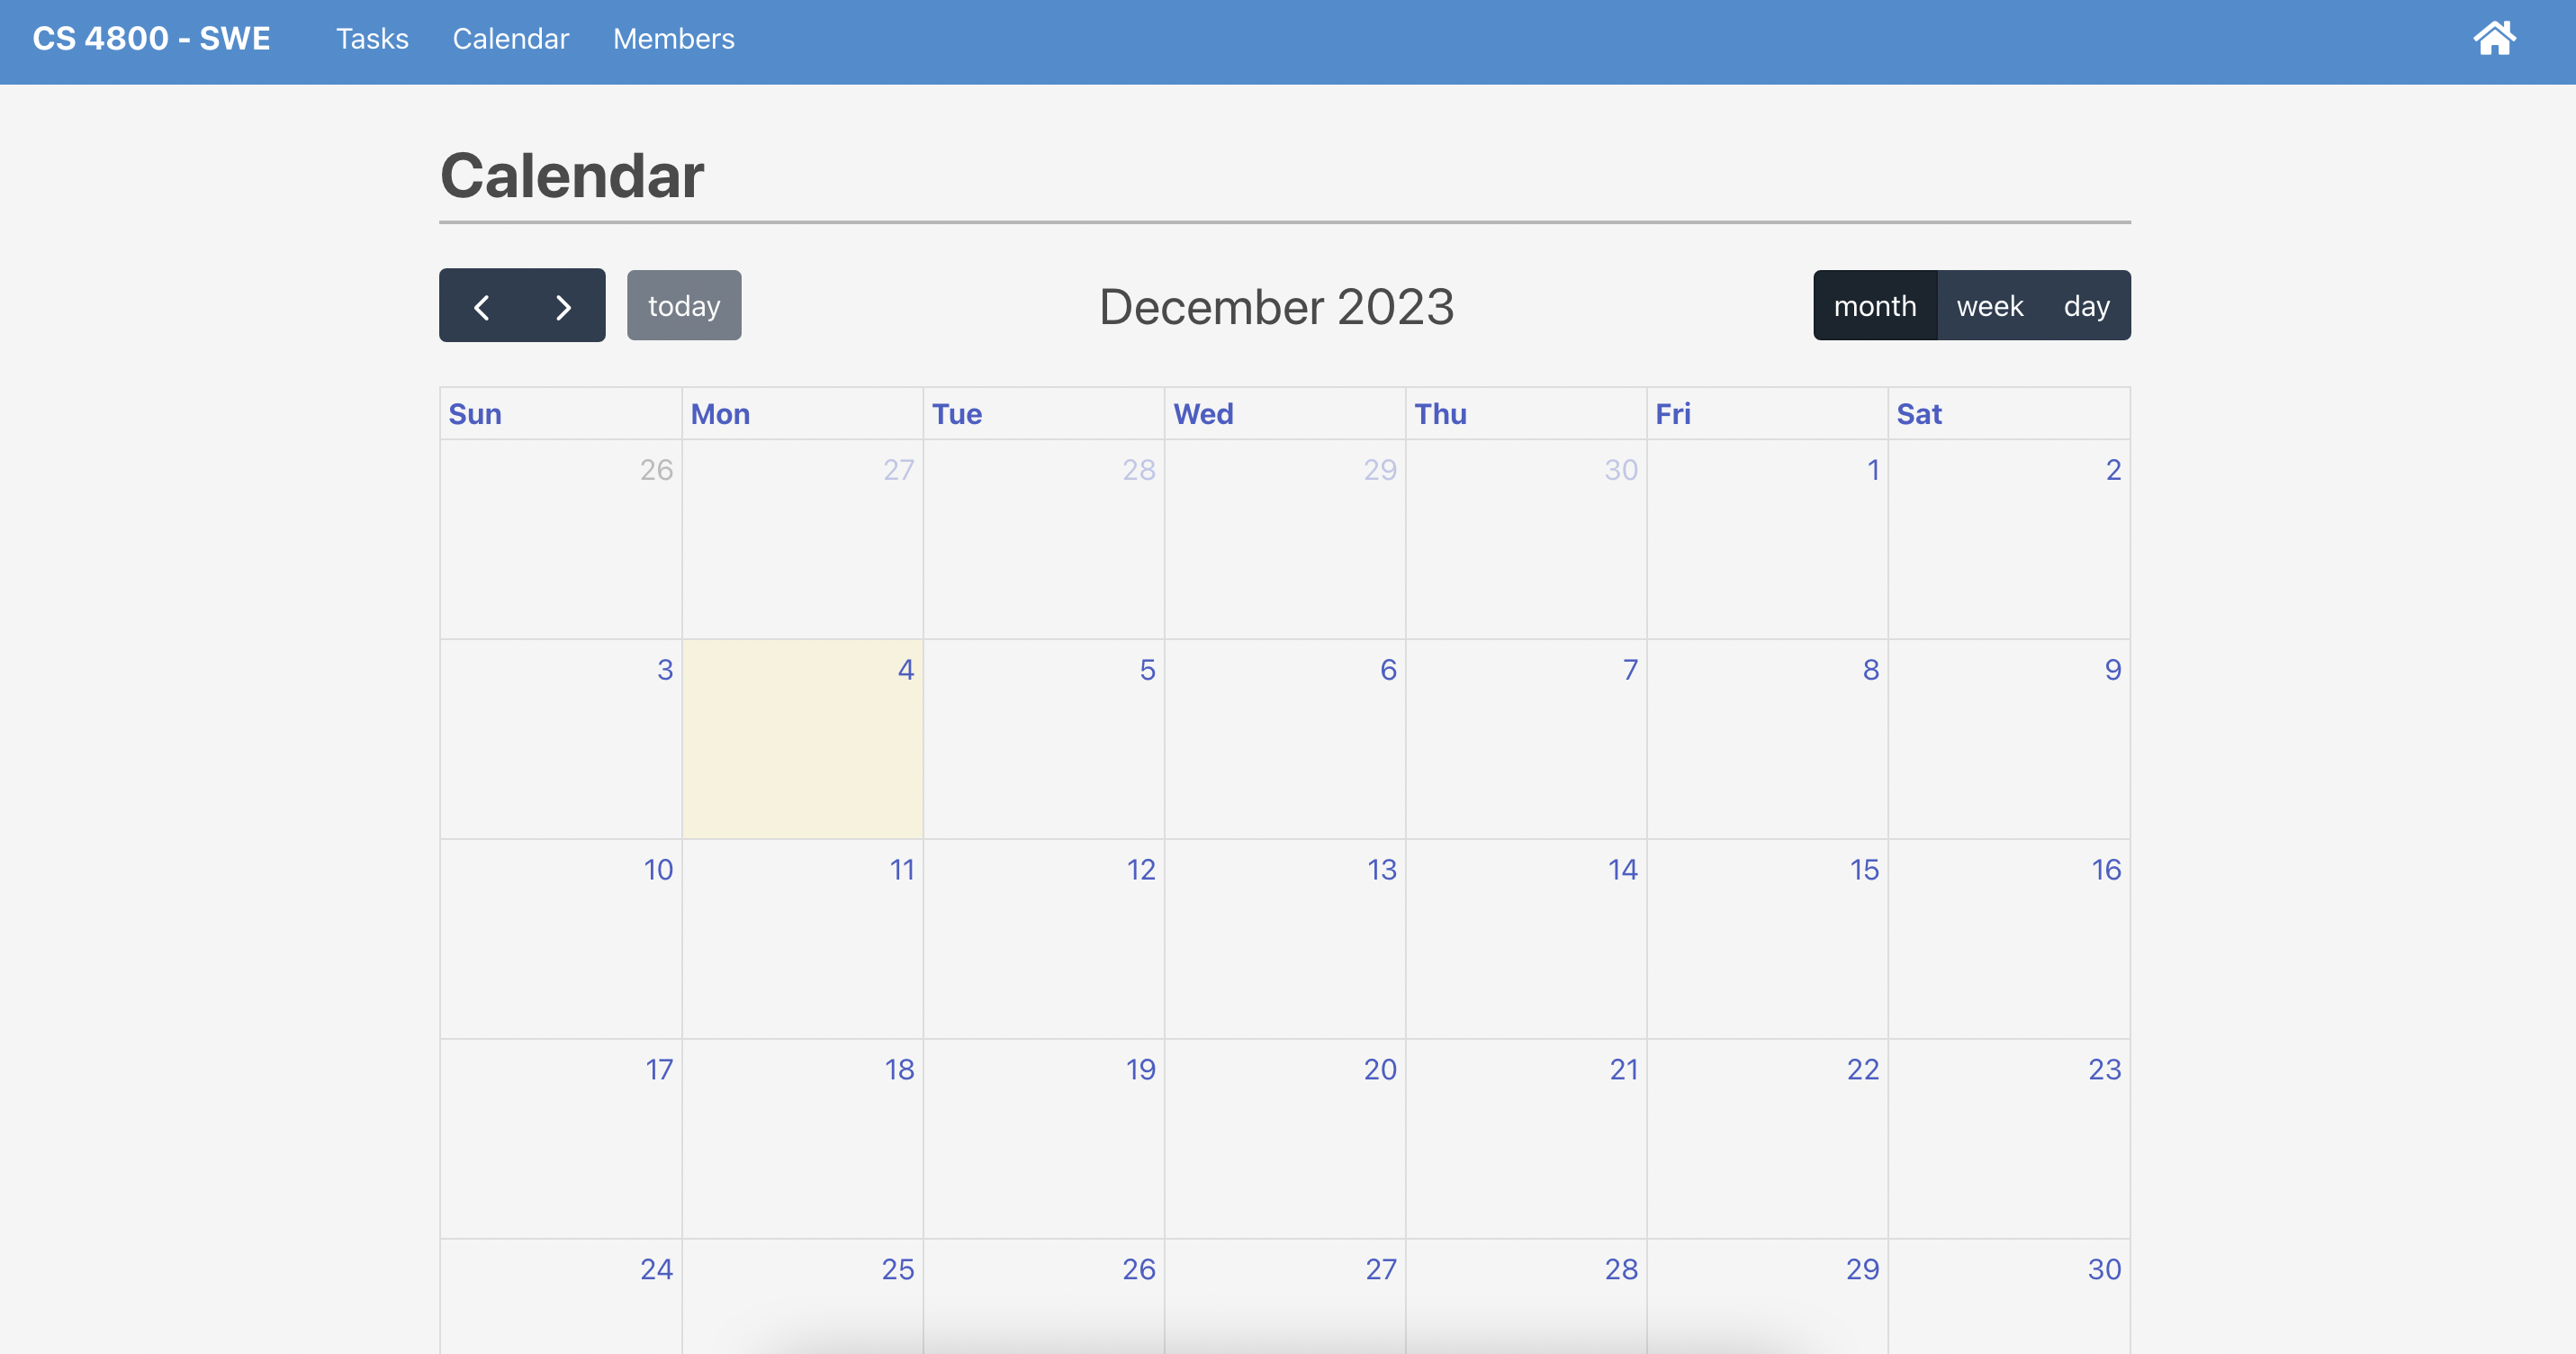 CS 4800 - SWE Tasks Calendar Members
Calendar
today December 2023 month week day
Sun Mon Tue Wed Thu Fri Sat
26 27 28 29 30 1 2
3 4 5 6 7 8 9
10 11 12 13 14 15 16
17 18 19 20 21 22 23
24 25 26 27 28 29 30